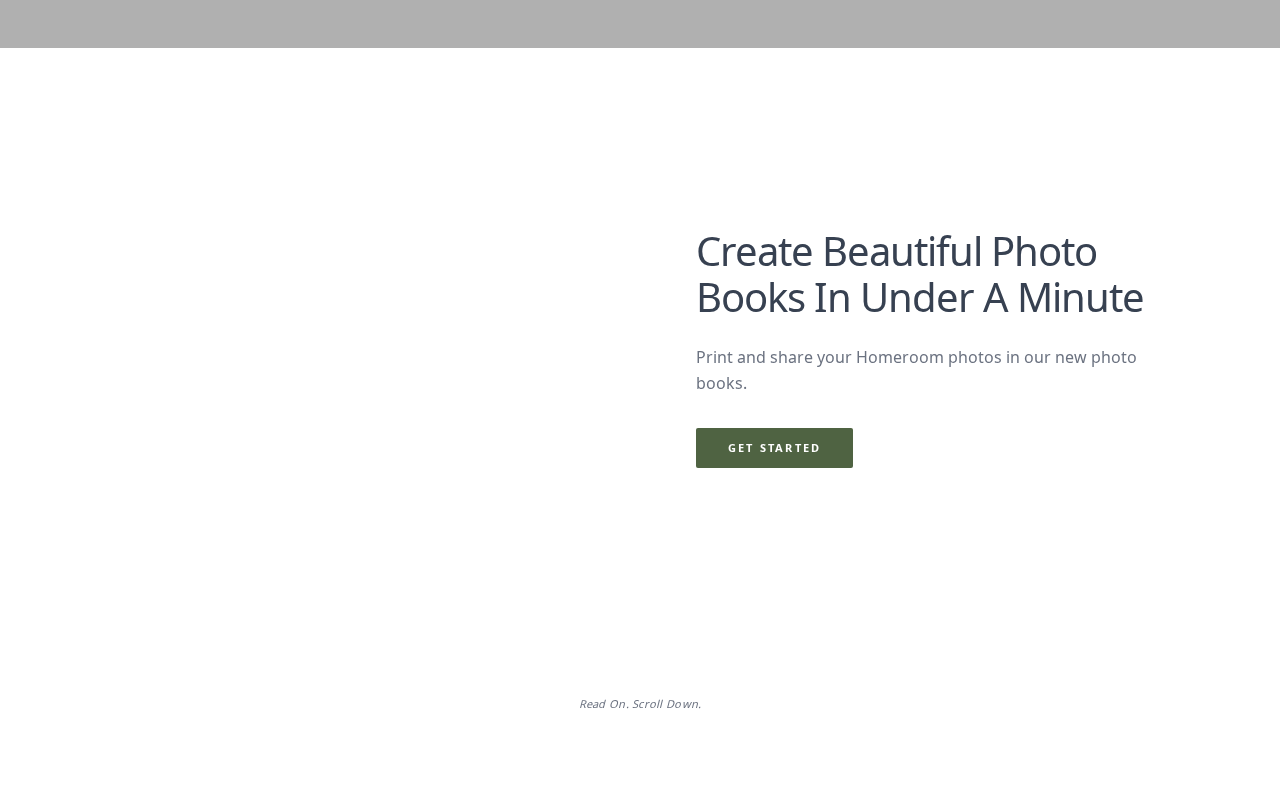 Create Beautiful Photo
Books In Under A Minute
Print and share your Homeroom photos in our new photo
books.
GET STARTED
Read On. Scroll Down.